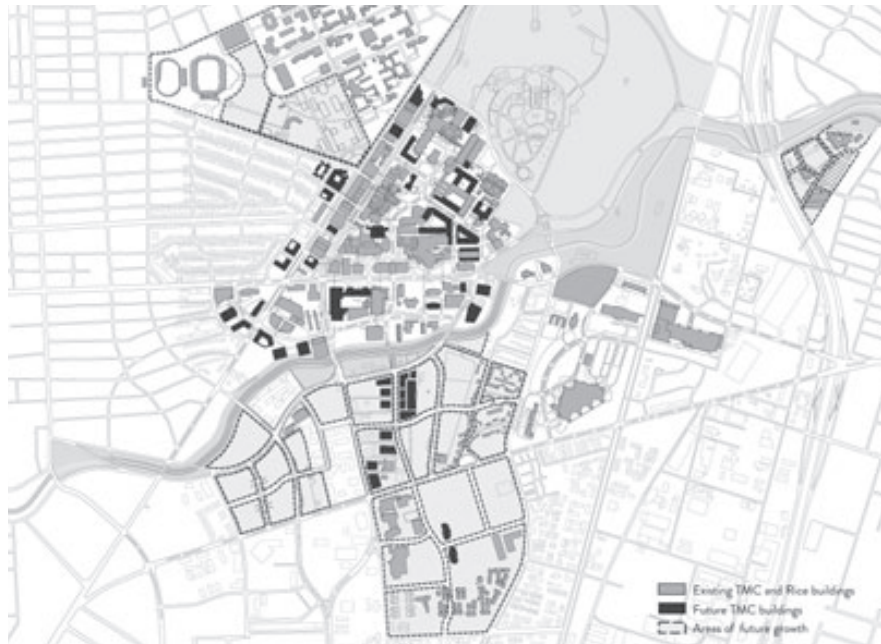 Existing TMC and Rice buildings
Future TMC buildings
Areas of future growth